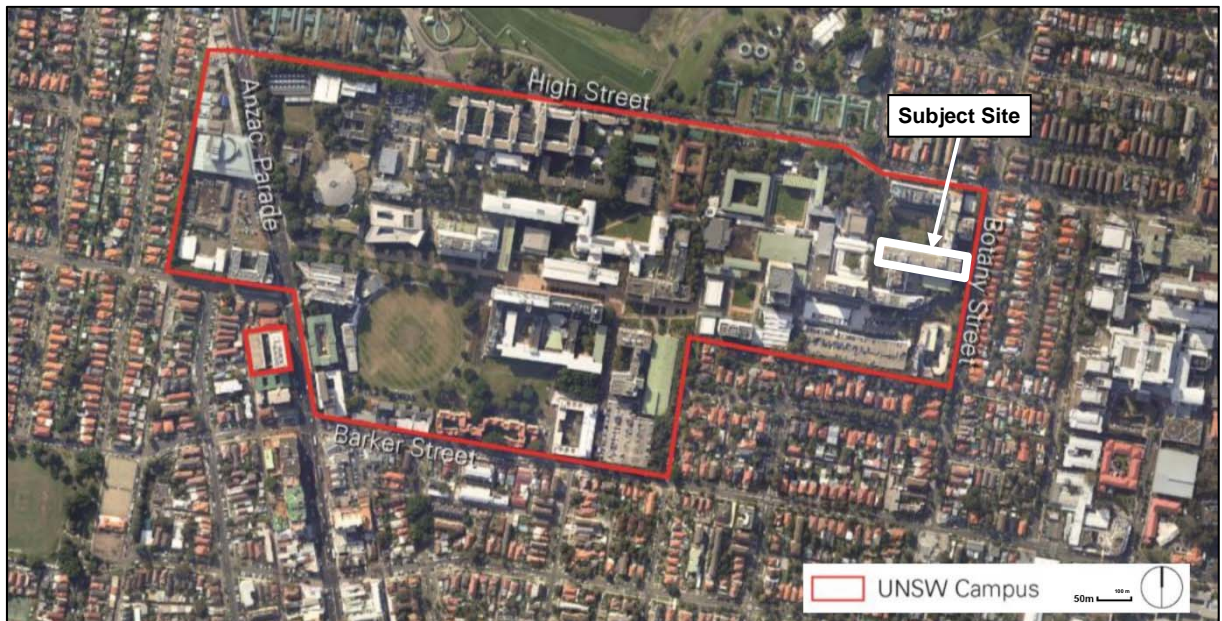 High Street
Subject Site
Anzac Parade
Botany Street
Barker Street
UNSW Campus
50m
100 m